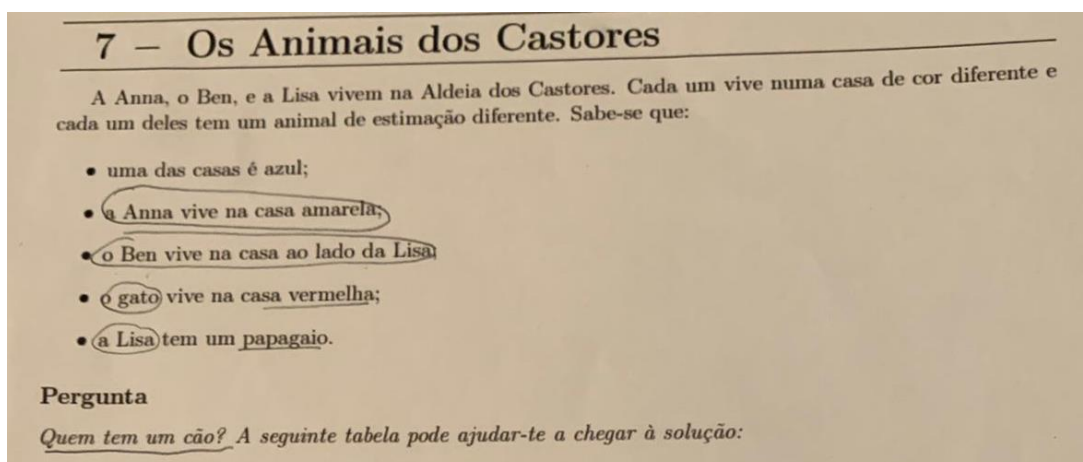 7 – Os Animais dos Castores
A Anna, o Ben, e a Lisa vivem na Aldeia dos Castores. Cada um vive numa casa de cor diferente e
cada um deles tem um animal de estimação diferente. Sabe-se que:
• uma das casas é azul;
• a Anna vive na casa amarela;
• o Ben vive na casa ao lado da Lisa;
• o gato vive na casa vermelha;
• a Lisa tem um papagaio.
Pergunta
Quem tem um cão? A seguinte tabela pode ajudar-te a chegar à solução: